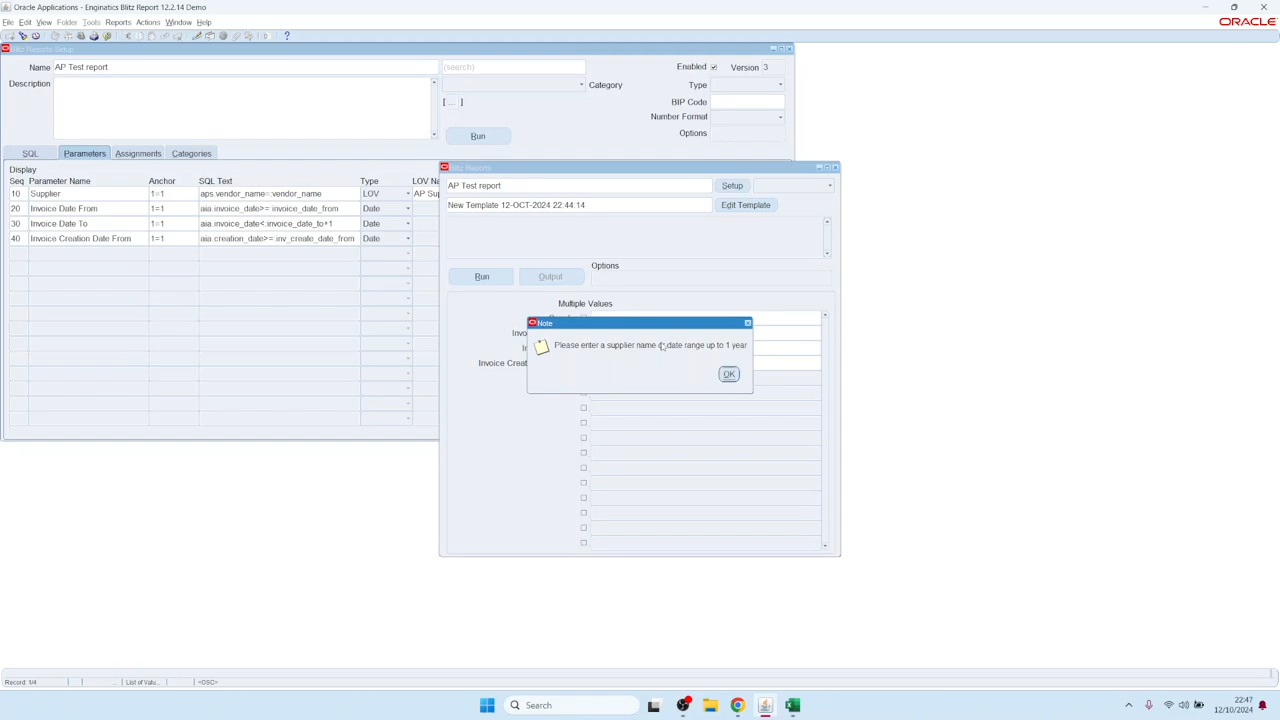 Oracle Applications - Enginatics Blitz Report 12.2.14 Demo
File Edit View Folder Tools Reports Actions Window Help
ORACLE
Blitz Reports Setup
Name AP Test report (search) Enabled Version 3
Description Category Type
[ ... ] BIP Code
Number Format
Run Options
SQL Parameters Assignments Categories
Display
Seq Parameter Name Anchor SQL Text Type
10 Supplier 1=1 aps.vendor_name=:vendor_name LOV
20 Invoice Date From 1=1 aia.invoice_date>=:invoice_date_from Date
30 Invoice Date To 1=1 aia.invoice_date<:invoice_date_to+1 Date
40 Invoice Creation Date From 1=1 aia.creation_date>=:inv_create_date_from Date
Blitz Reports
AP Test report Setup
New Template 12-OCT-2024 22:44:14 Edit Template
Run Output Options
Multiple Values
Note
Please enter a supplier name date range up to 1 year
OK
Record: 1/4 ... List of Valu... <OSC>
Search
22:47
12/10/2024